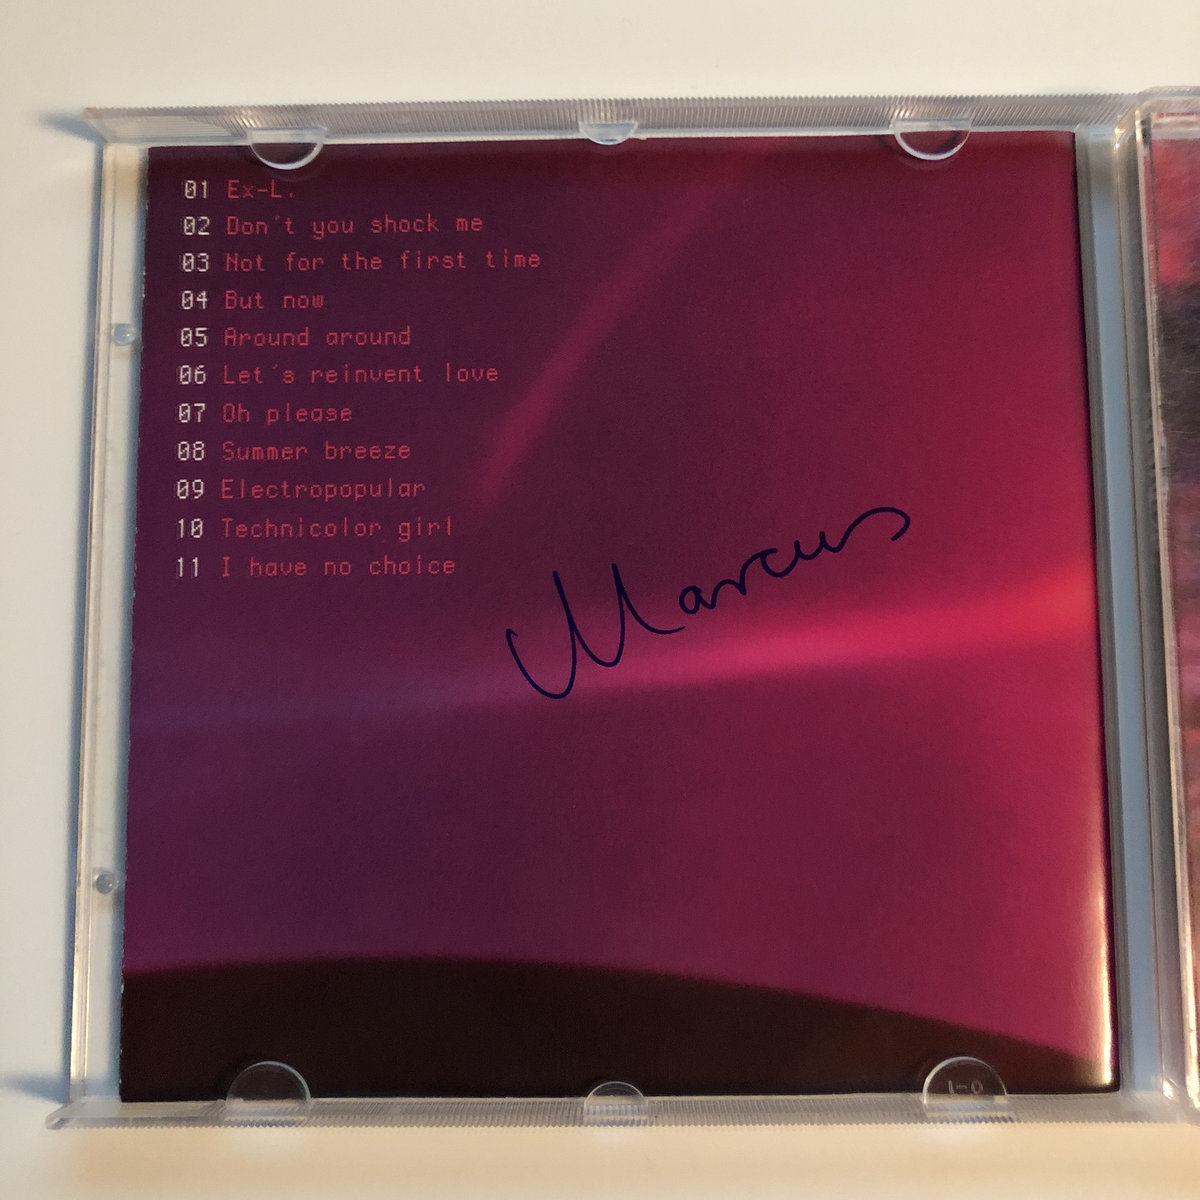 01 Ex-L.
02 Don´t you shock me
03 Not for the first time
04 But now
05 Around around
06 Let´s reinvent love
07 Oh please
08 Summer breeze
09 Electropopular
10 Technicolor girl
11 I have no choice
Marcus